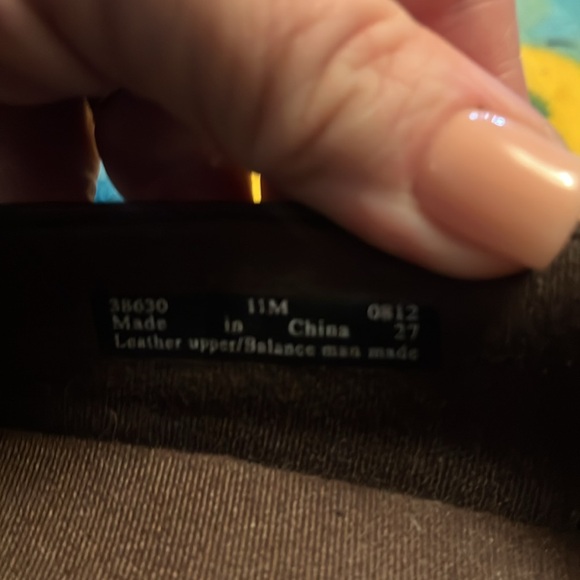 38630 11M 0812
Made in China 27
Leather upper/Balance man made